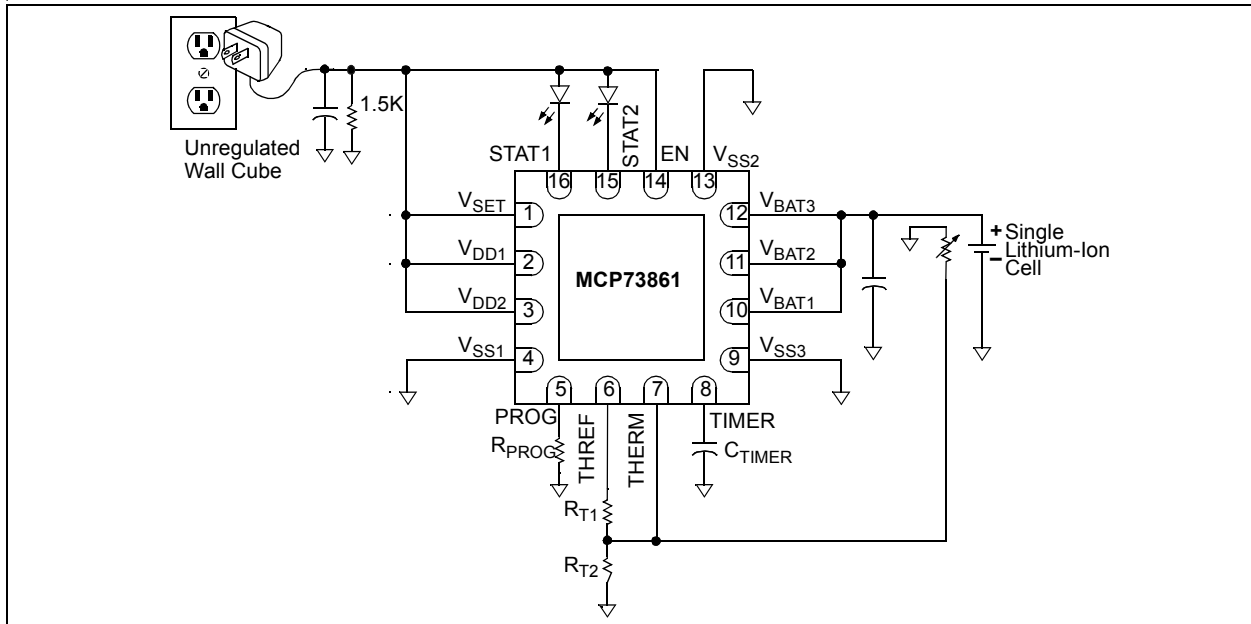 1.5K
Unregulated
Wall Cube
STAT1
STAT2
EN
VSS2
16
15
14
13
VSET
1
VDD1
2
VDD2
3
VSS1
4
MCP73861
12
VBAT3
11
VBAT2
10
VBAT1
9
VSS3
+ Single
Lithium-Ion
– Cell
5
6
7
8
PROG
THREF
THERM
TIMER
RPROG
CTIMER
RT1
RT2